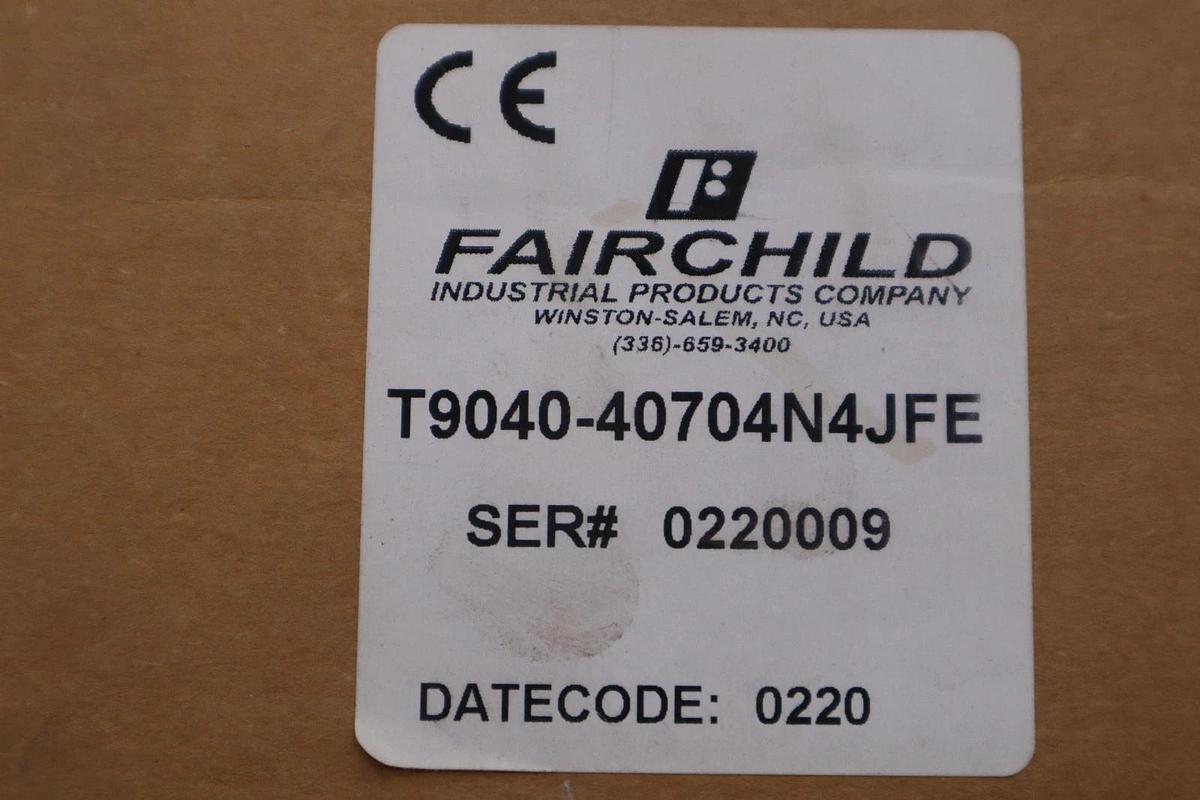 CE
FAIRCHILD
INDUSTRIAL PRODUCTS COMPANY
WINSTON-SALEM, NC, USA
(336)-659-3400
T9040-40704N4JFE
SER# 0220009
DATECODE: 0220